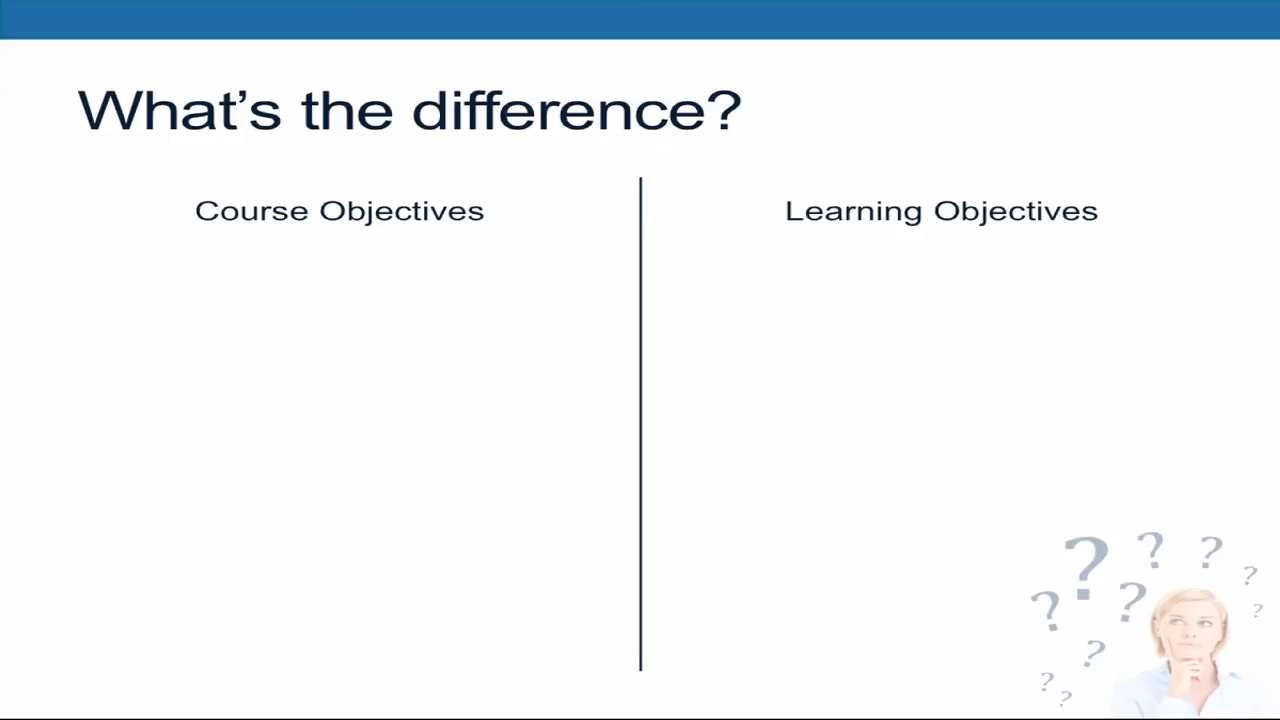 What’s the difference?
Course Objectives
Learning Objectives
? ? ? ?
? ? ?
?
? ?